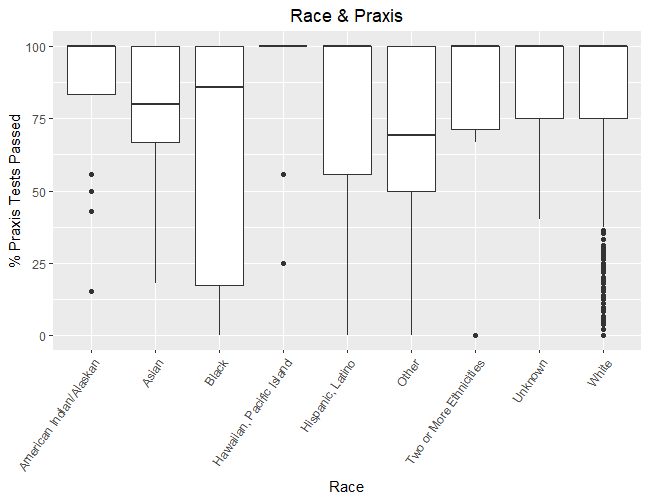 Race & Praxis
% Praxis Tests Passed
100
75
50
25
0
American Indian/Alaskan
Asian
Black
Hawaiian, Pacific Island
Hispanic, Latino
Other
Two or More Ethnicities
Unknown
White
Race